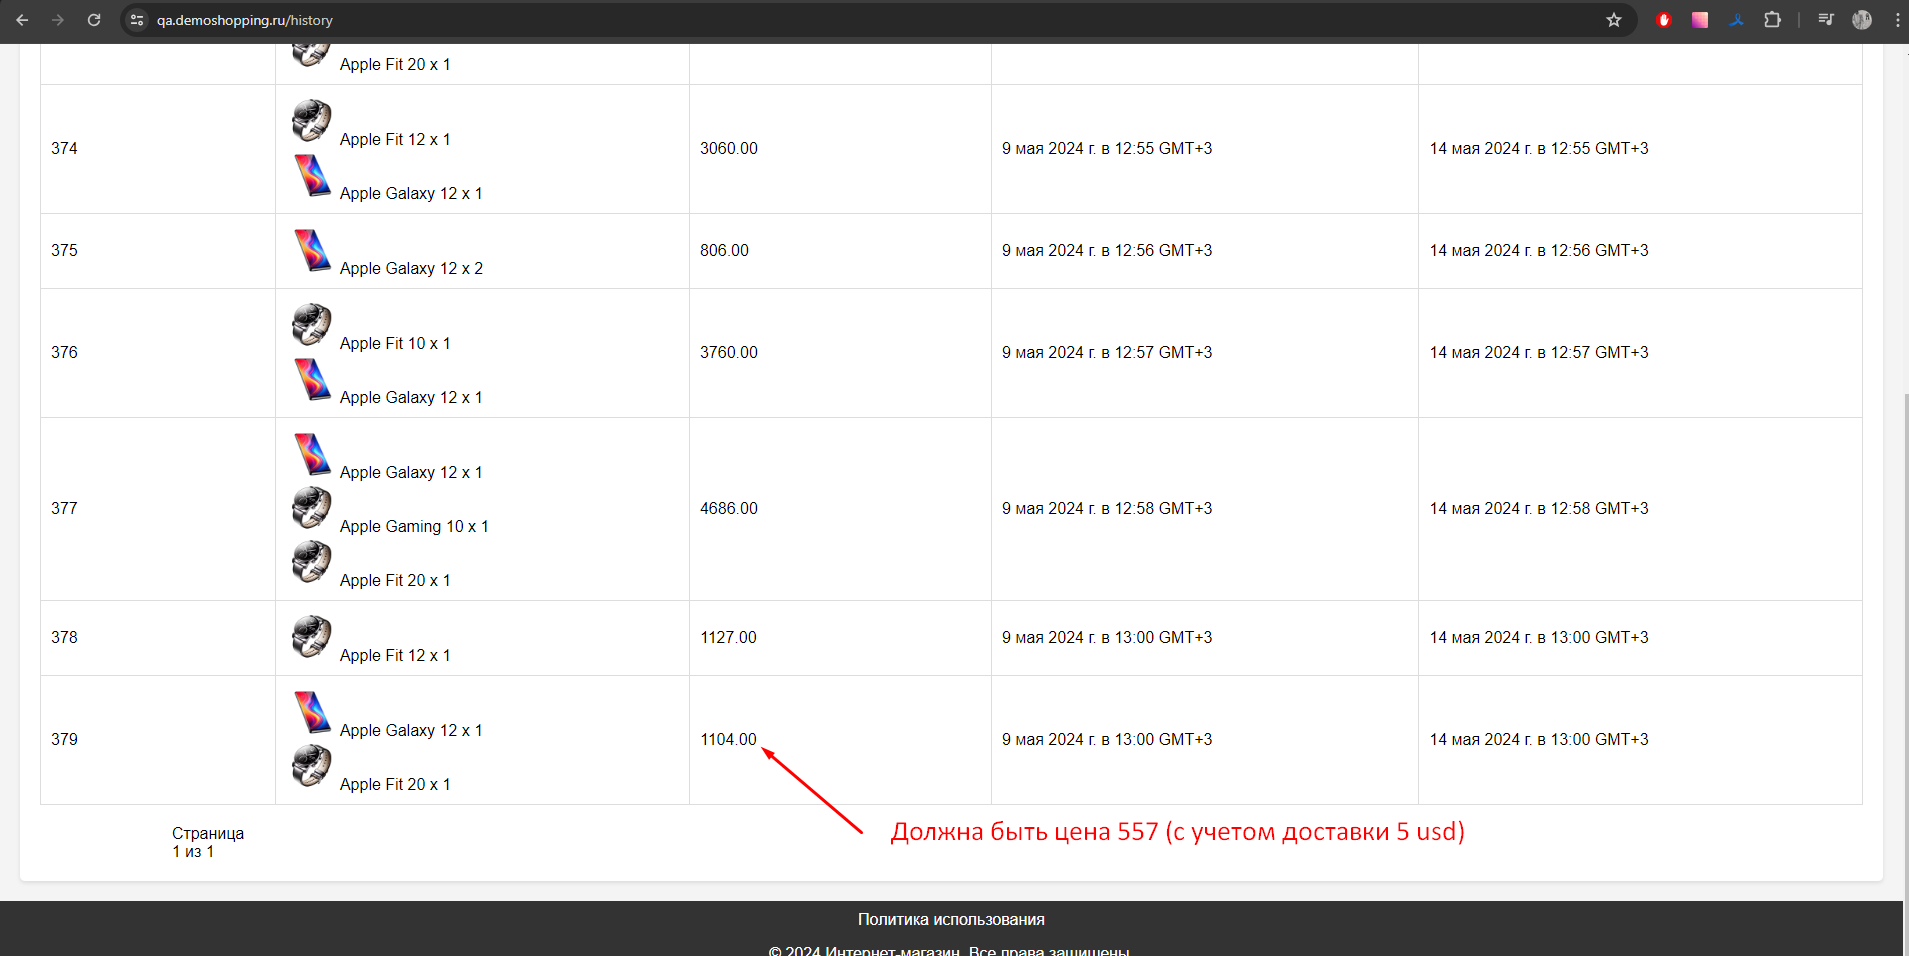 qa.demoshopping.ru/history
Apple Fit 20 x 1
374
Apple Fit 12 x 1
Apple Galaxy 12 x 1
3060.00
9 мая 2024 г. в 12:55 GMT+3
14 мая 2024 г. в 12:55 GMT+3
375
Apple Galaxy 12 x 2
806.00
9 мая 2024 г. в 12:56 GMT+3
14 мая 2024 г. в 12:56 GMT+3
376
Apple Fit 10 x 1
Apple Galaxy 12 x 1
3760.00
9 мая 2024 г. в 12:57 GMT+3
14 мая 2024 г. в 12:57 GMT+3
377
Apple Galaxy 12 x 1
Apple Gaming 10 x 1
Apple Fit 20 x 1
4686.00
9 мая 2024 г. в 12:58 GMT+3
14 мая 2024 г. в 12:58 GMT+3
378
Apple Fit 12 x 1
1127.00
9 мая 2024 г. в 13:00 GMT+3
14 мая 2024 г. в 13:00 GMT+3
379
Apple Galaxy 12 x 1
Apple Fit 20 x 1
1104.00
9 мая 2024 г. в 13:00 GMT+3
14 мая 2024 г. в 13:00 GMT+3
Должна быть цена 557 (с учетом доставки 5 usd)
Страница
1 из 1
Политика использования
© 2024 Интернет-магазин. Все права защищены